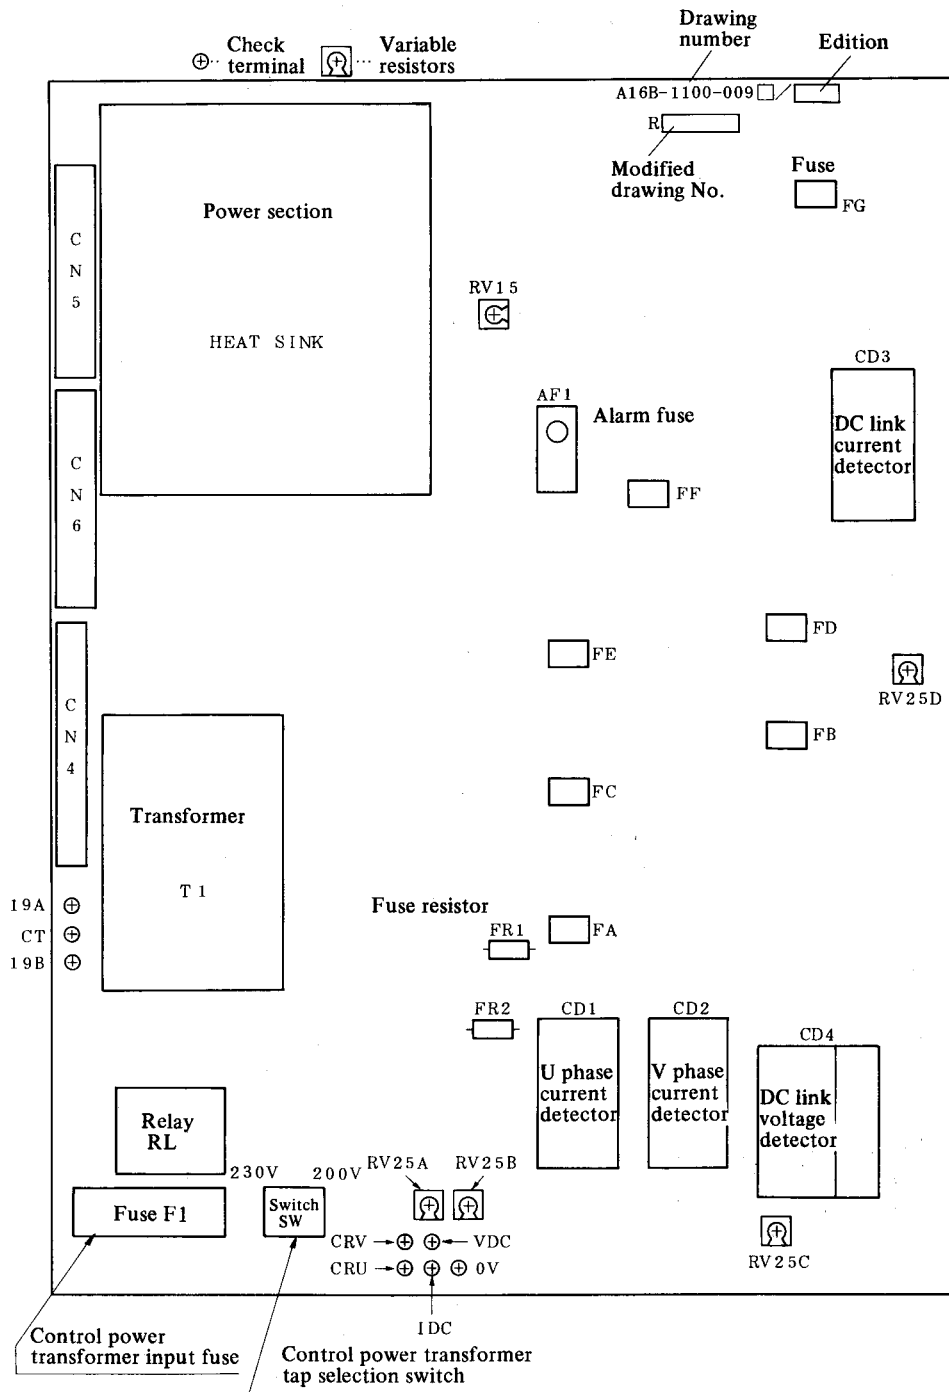 Drawing
number
Edition
Check
terminal
Variable
resistors
A16B-1100-009
R
Modified
drawing No.
Fuse
FG
Power section
HEAT SINK
C
N
5
RV15
CD3
DC link
current
detector
AF1
Alarm fuse
FF
C
N
6
FD
FE
RV25D
C
N
4
FB
FC
Transformer
T1
19A
CT
19B
Fuse resistor
FR1
FA
FR2
CD1
CD2
CD4
U phase
current
detector
V phase
current
detector
DC link
voltage
detector
Relay
RL
230V
200V
RV25A
RV25B
Fuse F1
Switch
SW
CRV
VDC
CRU
0V
RV25C
IDC
Control power
transformer input fuse
Control power transformer
tap selection switch